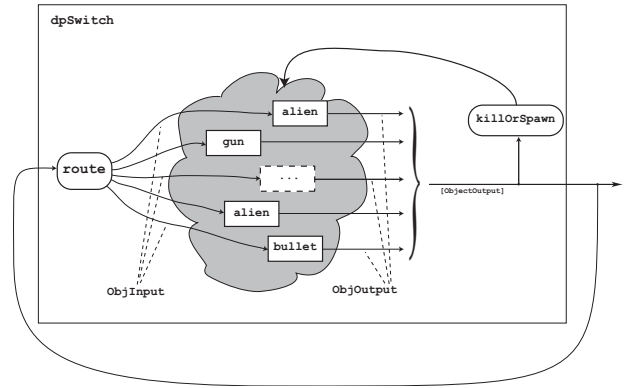 dpSwitch
alien
killOrSpawn
gun
route
...
[ObjectOutput]
alien
bullet
ObjInput
ObjOutput